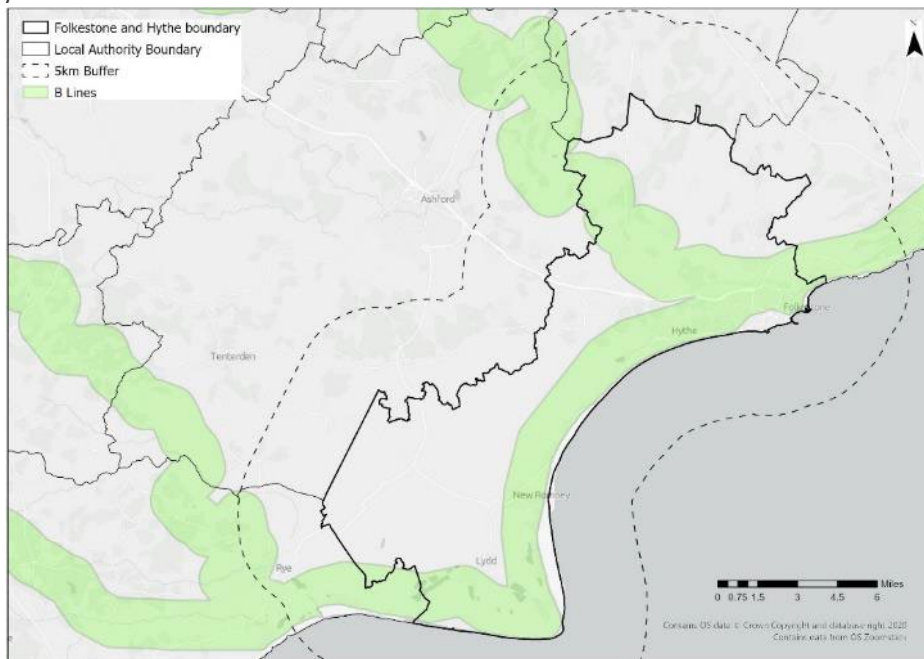 Folkestone and Hythe boundary
Local Authority Boundary
5km Buffer
B Lines
N
Ashford
Folkestone
Hythe
Tenterden
New Romney
Rye
Lydd
Miles
0 0.75 1.5 3 4.5 6
Contains OS data © Crown Copyright and database right 2020
Contains data from OS Zoomstack